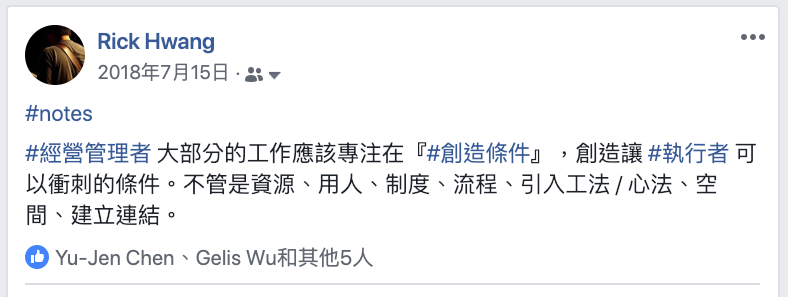 Rick Hwang
2018年7月15日 ·
#notes
#經營管理者 大部分的工作應該專注在『#創造條件』，創造讓 #執行者 可
以衝刺的條件。不管是資源、用人、制度、流程、引入工法 / 心法、空
間、建立連結。
Yu-Jen Chen、Gelis Wu和其他5人